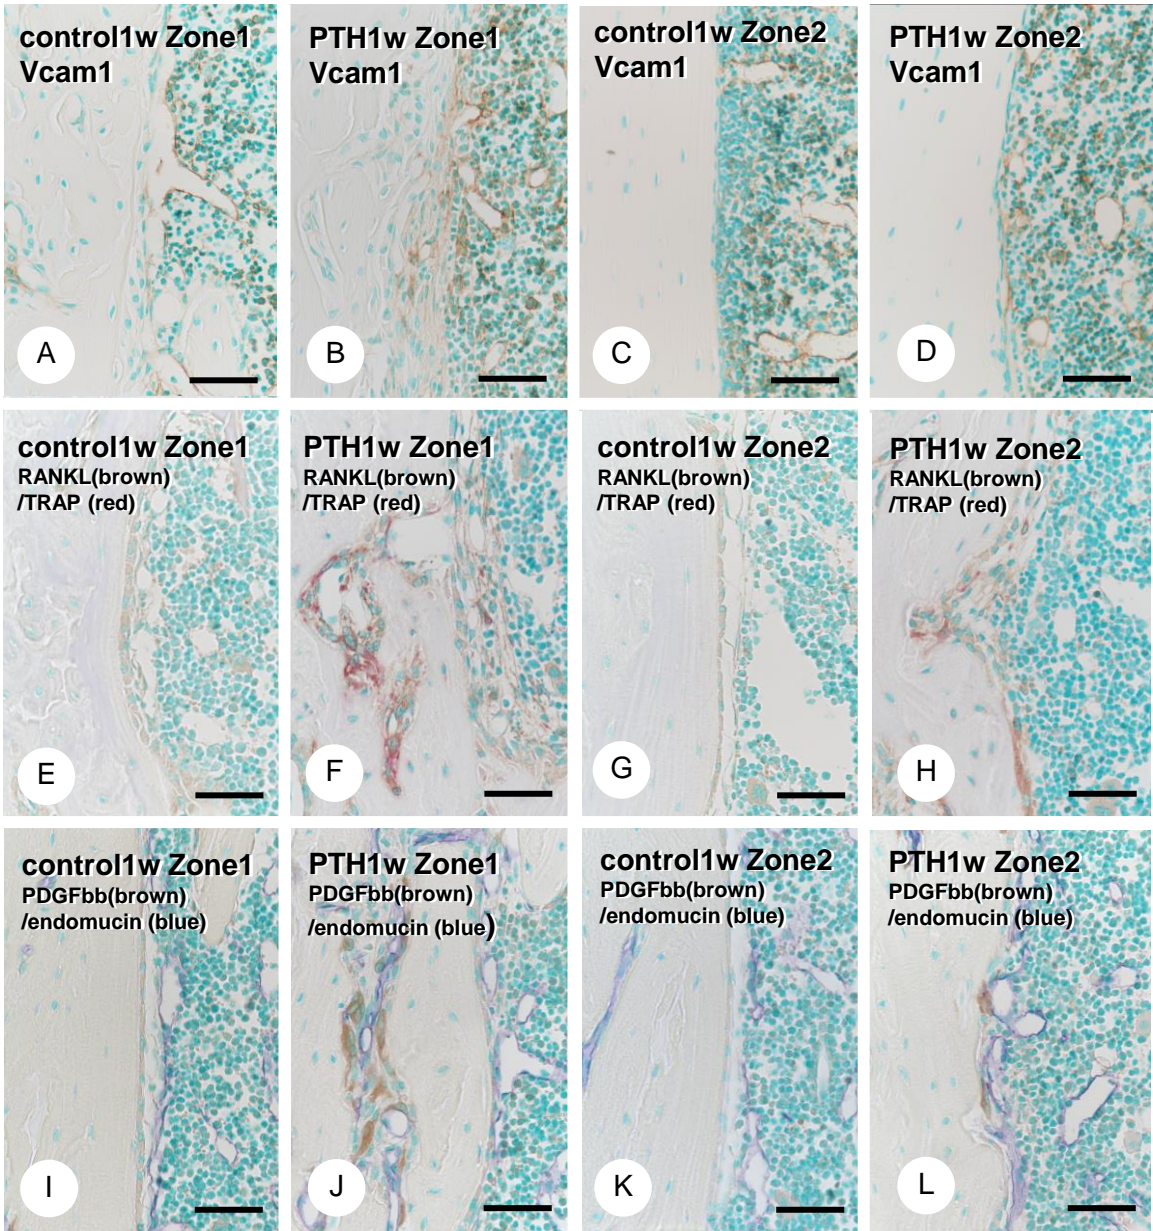 control1w Zone1
Vcam1
A
PTH1w Zone1
Vcam1
B
control1w Zone2
Vcam1
C
PTH1w Zone2
Vcam1
D
control1w Zone1
RANKL(brown)
/TRAP (red)
E
PTH1w Zone1
RANKL(brown)
/TRAP (red)
F
control1w Zone2
RANKL(brown)
/TRAP (red)
G
PTH1w Zone2
RANKL(brown)
/TRAP (red)
H
control1w Zone1
PDGFbb(brown)
/endomucin (blue)
I
PTH1w Zone1
PDGFbb(brown)
/endomucin (blue)
J
control1w Zone2
PDGFbb(brown)
/endomucin (blue)
K
PTH1w Zone2
PDGFbb(brown)
/endomucin (blue)
L